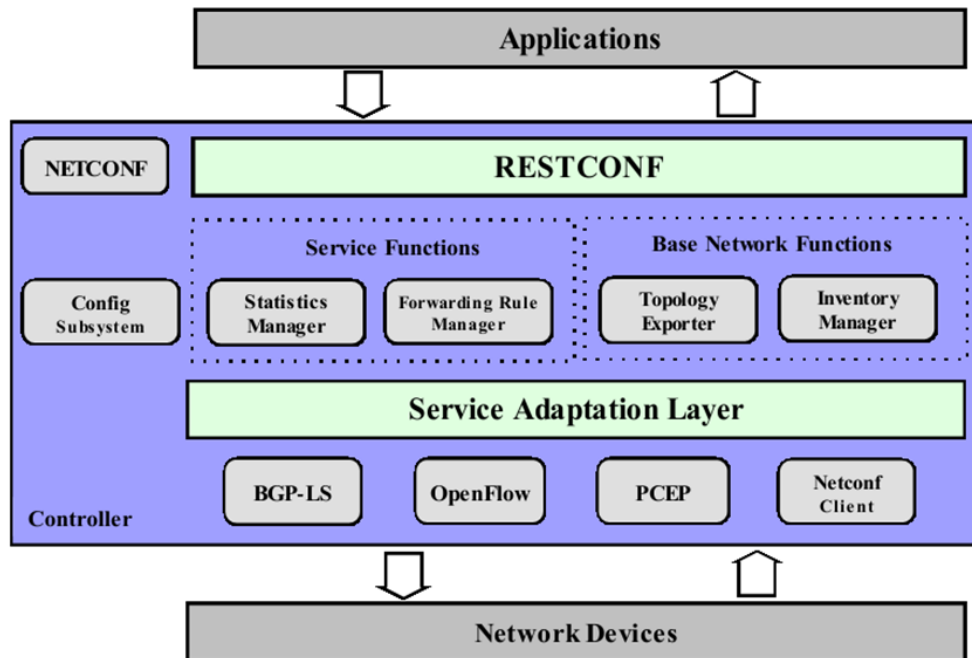 Applications
NETCONF
RESTCONF
Service Functions
Base Network Functions
Config
Subsystem
Statistics
Manager
Forwarding Rule
Manager
Topology
Exporter
Inventory
Manager
Service Adaptation Layer
BGP-LS
OpenFlow
PCEP
Netconf
Client
Controller
Network Devices